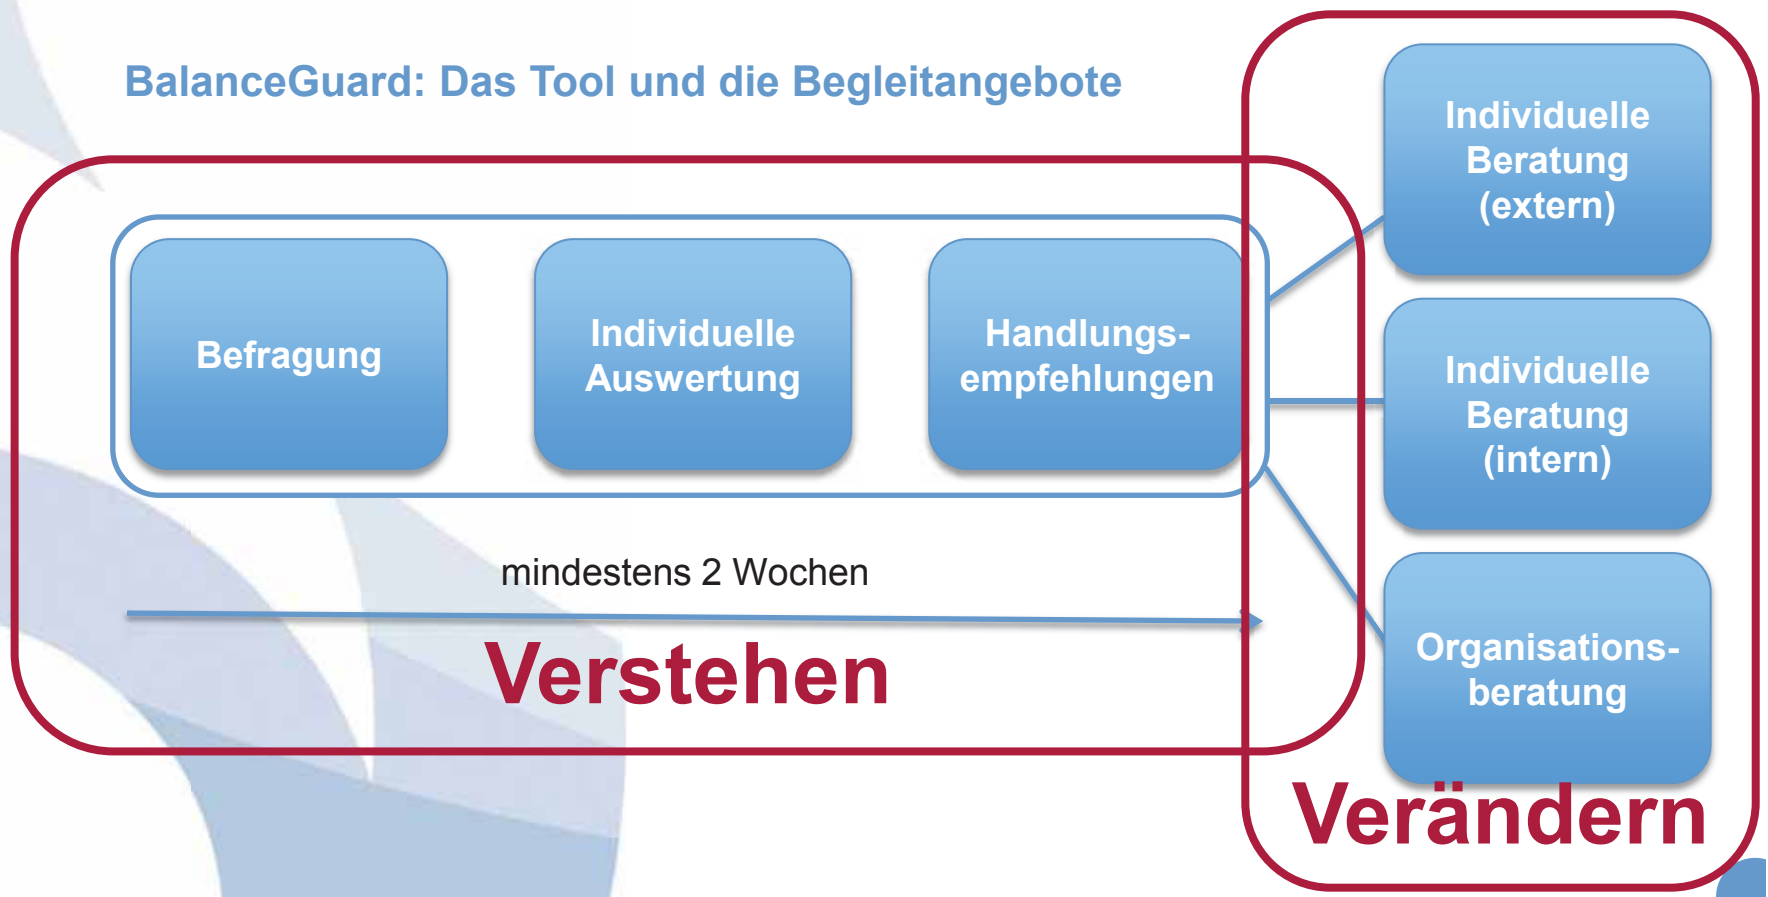 BalanceGuard: Das Tool und die Begleitangebote
Befragung
Individuelle
Auswertung
Handlungs-
empfehlungen
mindestens 2 Wochen
Verstehen
Individuelle
Beratung
(extern)
Individuelle
Beratung
(intern)
Organisations-
beratung
Verändern